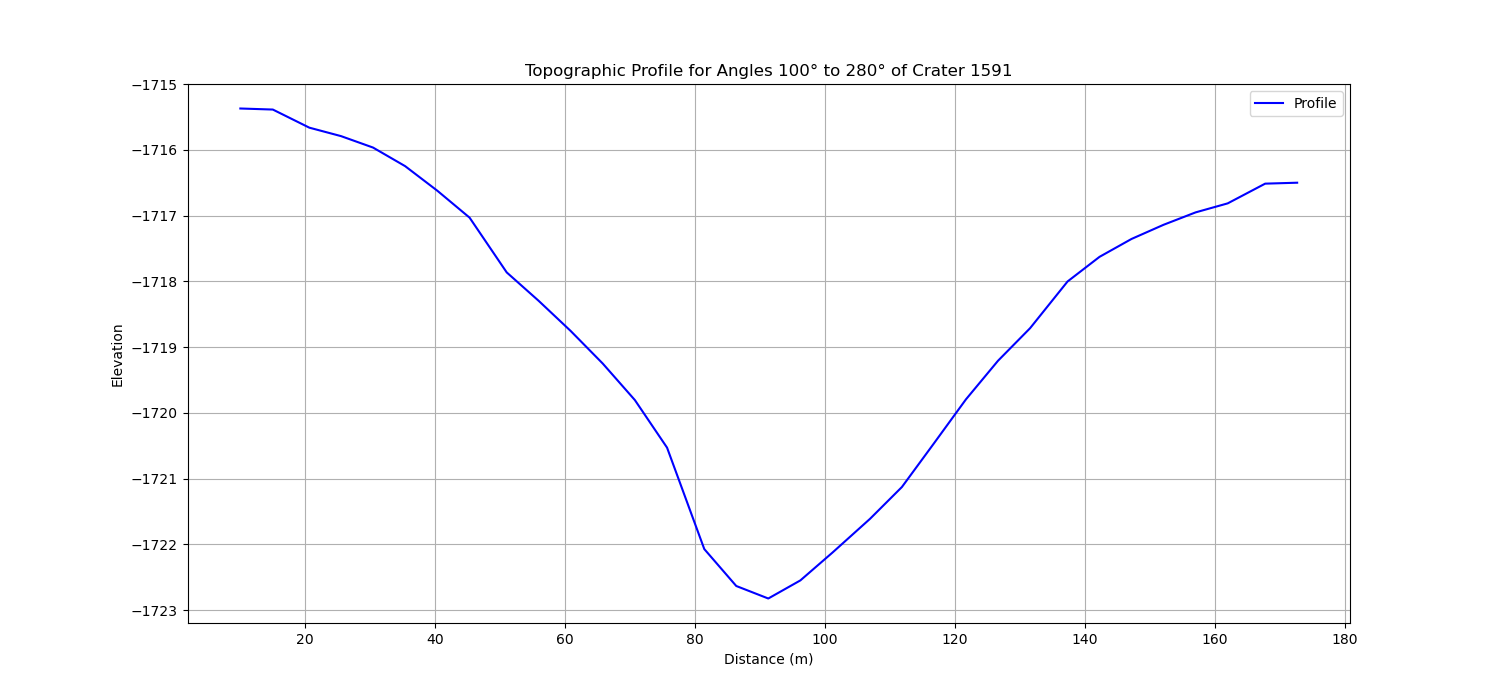 Topographic Profile for Angles 100° to 280° of Crater 1591
Profile
Elevation
−1715
−1716
−1717
−1718
−1719
−1720
−1721
−1722
−1723
20 40 60 80 100 120 140 160 180
Distance (m)